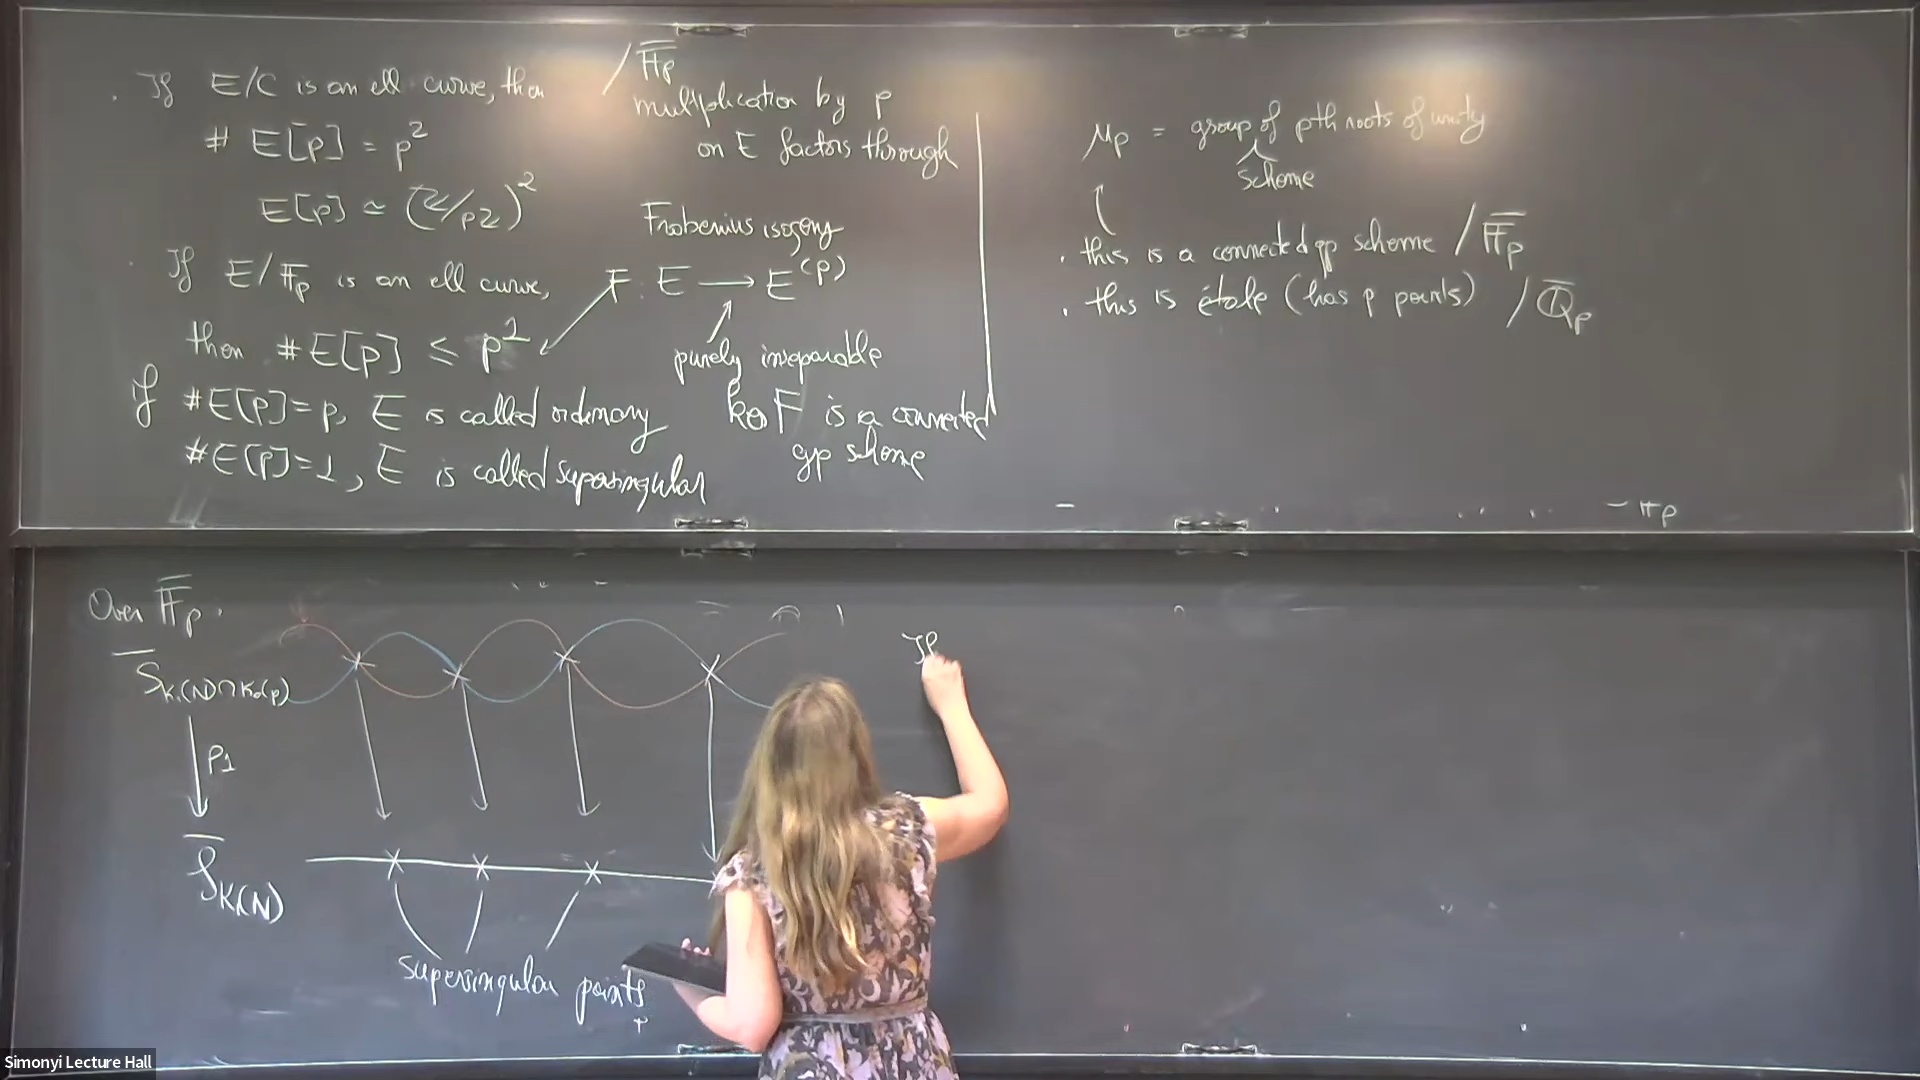 . If E/C is an ell. curve, then
# E[p] = p²
E[p] ≃ (Z/pZ)²
. If E/F̄p is an ell curve,
then #E[p] ≤ p¹
If #E[p]=p, E is called ordinary
#E[p]=1, E is called supersingular
/F̄p
multiplication by p
on E factors through
Frobenius isogeny
F: E → E^(p)
purely inseparable
ker F is a connected
gp scheme
μp = group of pth roots of unity
scheme
. this is a connected gp scheme /F̄p
. this is étale (has p points) /Q̄p
Over F̄p.
S̄K₁(N)∩K₀(p)
p1
S̄K₁(N)
supersingular points
If
Simonyi Lecture Hall